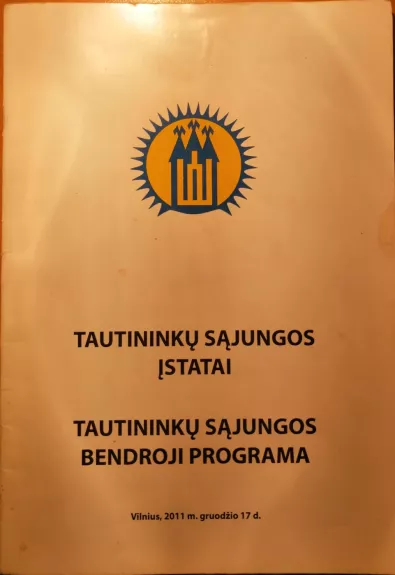 TAUTININKŲ SĄJUNGOS
ĮSTATAI
TAUTININKŲ SĄJUNGOS
BENDROJI PROGRAMA
Vilnius, 2011 m. gruodžio 17 d.